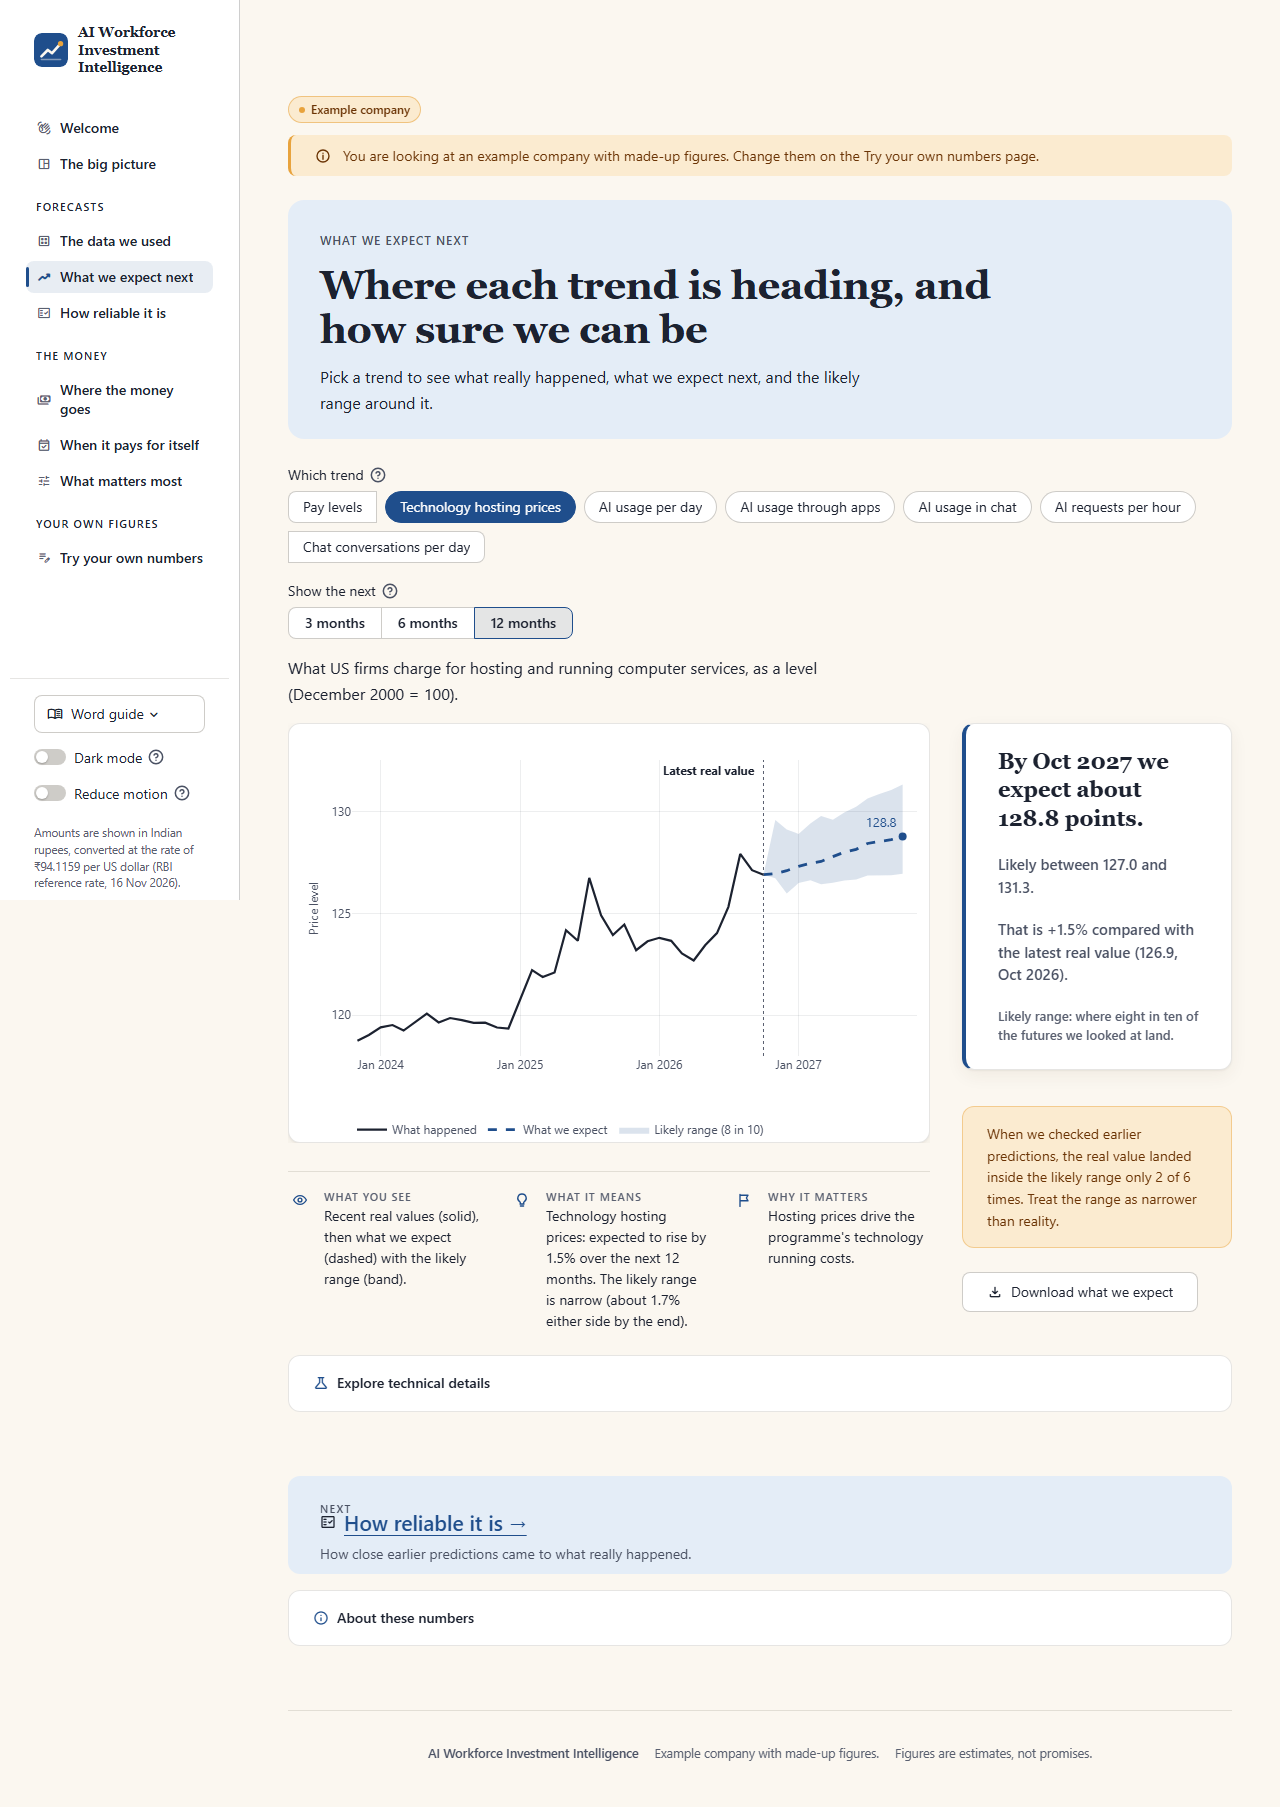 AI Workforce
Investment
Intelligence
Welcome
The big picture
FORECASTS
The data we used
What we expect next
How reliable it is
THE MONEY
Where the money
goes
When it pays for itself
What matters most
YOUR OWN FIGURES
Try your own numbers
Word guide
Dark mode
Reduce motion
Amounts are shown in Indian
rupees, converted at the rate of
₹94.1159 per US dollar (RBI
reference rate, 16 Nov 2026).
Example company
You are looking at an example company with made-up figures. Change them on the Try your own numbers page.
WHAT WE EXPECT NEXT
Where each trend is heading, and
how sure we can be
Pick a trend to see what really happened, what we expect next, and the likely
range around it.
Which trend
Pay levels
Technology hosting prices
AI usage per day
AI usage through apps
AI usage in chat
AI requests per hour
Chat conversations per day
Show the next
3 months
6 months
12 months
What US firms charge for hosting and running computer services, as a level
(December 2000 = 100).
Latest real value
128.8
130
125
120
Price level
Jan 2024
Jan 2025
Jan 2026
Jan 2027
What happened
What we expect
Likely range (8 in 10)
By Oct 2027 we
expect about
128.8 points.
Likely between 127.0 and
131.3.
That is +1.5% compared with
the latest real value (126.9,
Oct 2026).
Likely range: where eight in ten of
the futures we looked at land.
When we checked earlier
predictions, the real value landed
inside the likely range only 2 of 6
times. Treat the range as narrower
than reality.
Download what we expect
WHAT YOU SEE
Recent real values (solid),
then what we expect
(dashed) with the likely
range (band).
WHAT IT MEANS
Technology hosting
prices: expected to rise by
1.5% over the next 12
months. The likely range
is narrow (about 1.7%
either side by the end).
WHY IT MATTERS
Hosting prices drive the
programme's technology
running costs.
Explore technical details
NEXT
How reliable it is →
How close earlier predictions came to what really happened.
About these numbers
AI Workforce Investment Intelligence Example company with made-up figures. Figures are estimates, not promises.